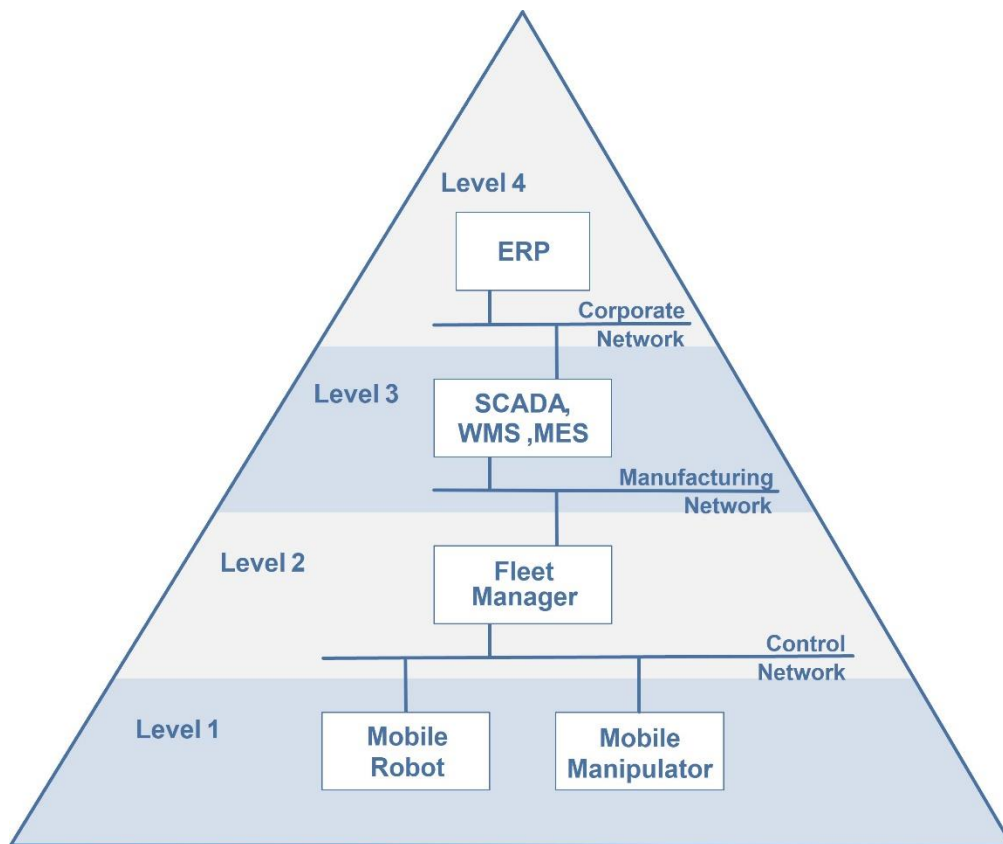 Level 4
ERP
Corporate
Network
Level 3
SCADA,
WMS ,MES
Manufacturing
Network
Level 2
Fleet
Manager
Control
Network
Level 1
Mobile
Robot
Mobile
Manipulator